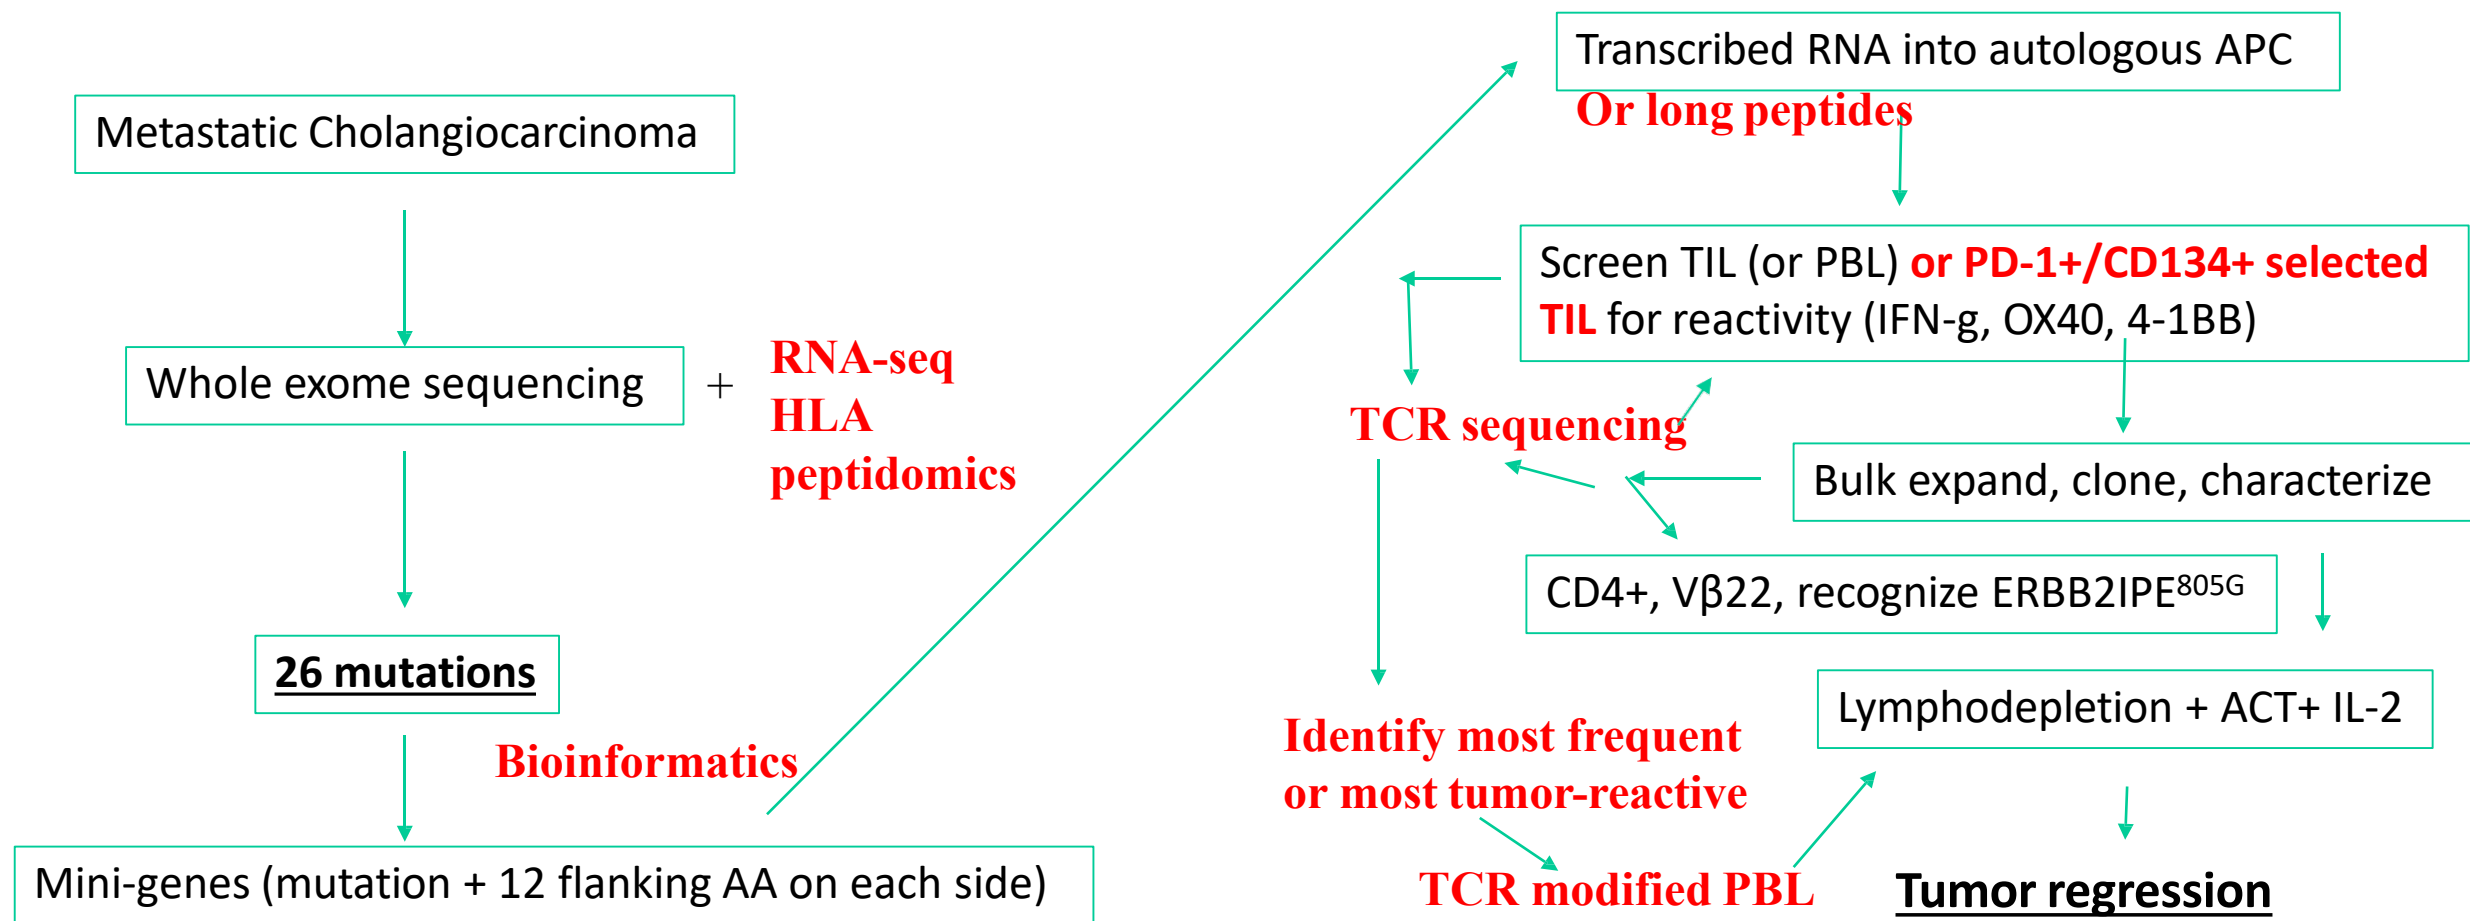 Metastatic Cholangiocarcinoma
Whole exome sequencing
+
RNA-seq
HLA
peptidomics
26 mutations
Bioinformatics
Mini-genes (mutation + 12 flanking AA on each side)
Transcribed RNA into autologous APC
Or long peptides
Screen TIL (or PBL) or PD-1+/CD134+ selected
TIL for reactivity (IFN-g, OX40, 4-1BB)
TCR sequencing
Bulk expand, clone, characterize
CD4+, Vβ22, recognize ERBB2IPE805G
Lymphodepletion + ACT+ IL-2
Identify most frequent
or most tumor-reactive
TCR modified PBL
Tumor regression